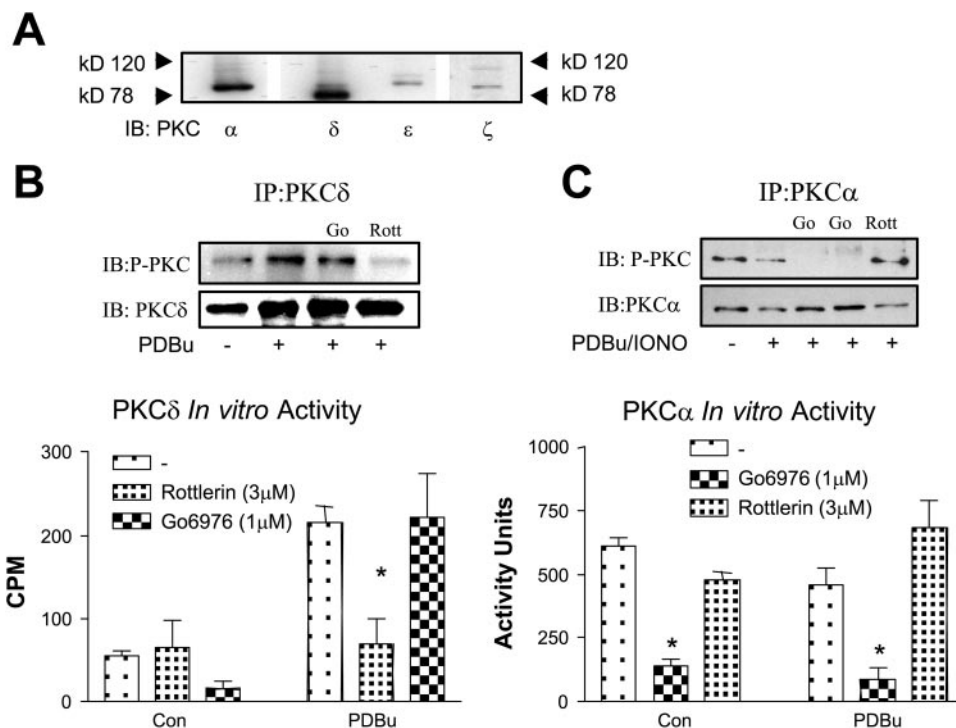 A
kD 120 kD 120
kD 78 kD 78
IB: PKC α δ ε ζ
B
IP:PKCδ
Go Rott
IB:P-PKC
IB: PKCδ
PDBu - + + +
C
IP:PKCα
Go Go Rott
IB: P-PKC
IB:PKCα
PDBu/IONO - + + + +
PKCδ In vitro Activity
300
200
100
0
CPM
-
Rottlerin (3μM)
Go6976 (1μM)
*
Con PDBu
PKCα In vitro Activity
1000
750
500
250
0
Activity Units
-
Go6976 (1μM)
Rottlerin (3μM)
* *
Con PDBu